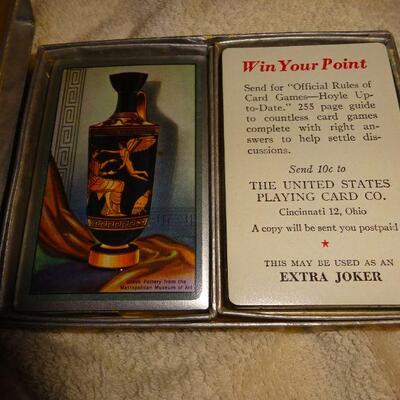 Greek Pottery from the
Metropolitan Museum of Art
Win Your Point
Send for "Official Rules of
Card Games—Hoyle Up-
to-Date." 255 page guide
to countless card games
complete with right an-
swers to help settle dis-
cussions.
Send 10c to
THE UNITED STATES
PLAYING CARD CO.
Cincinnati 12, Ohio
A copy will be sent you postpaid
THIS MAY BE USED AS AN
EXTRA JOKER